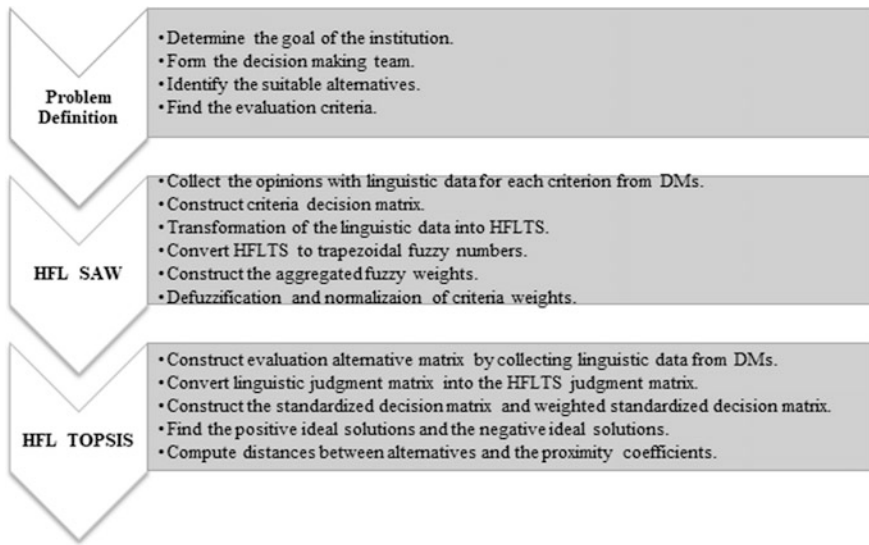 Problem
Definition
•Determine the goal of the institution.
•Form the decision making team.
•Identify the suitable alternatives.
•Find the evaluation criteria.
HFL SAW
•Collect the opinions with linguistic data for each criterion from DMs.
•Construct criteria decision matrix.
•Transformation of the linguistic data into HFLTS.
•Convert HFLTS to trapezoidal fuzzy numbers.
•Construct the aggregated fuzzy weights.
•Defuzzification and normalizaion of criteria weights.
HFL TOPSIS
•Construct evaluation alternative matrix by collecting linguistic data from DMs.
•Convert linguistic judgment matrix into the HFLTS judgment matrix.
•Construct the standardized decision matrix and weighted standardized decision matrix.
•Find the positive ideal solutions and the negative ideal solutions.
•Compute distances between alternatives and the proximity coefficients.